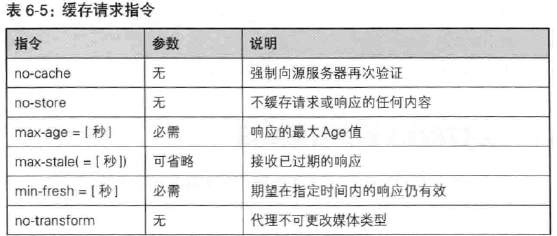 表 6-5：缓存请求指令
指令 参数 说明
no-cache 无 强制向源服务器再次验证
no-store 无 不缓存请求或响应的任何内容
max-age = [ 秒] 必需 响应的最大Age值
max-stale( = [ 秒]) 可省略 接收已过期的响应
min-fresh = [ 秒] 必需 期望在指定时间内的响应仍有效
no-transform 无 代理不可更改媒体类型